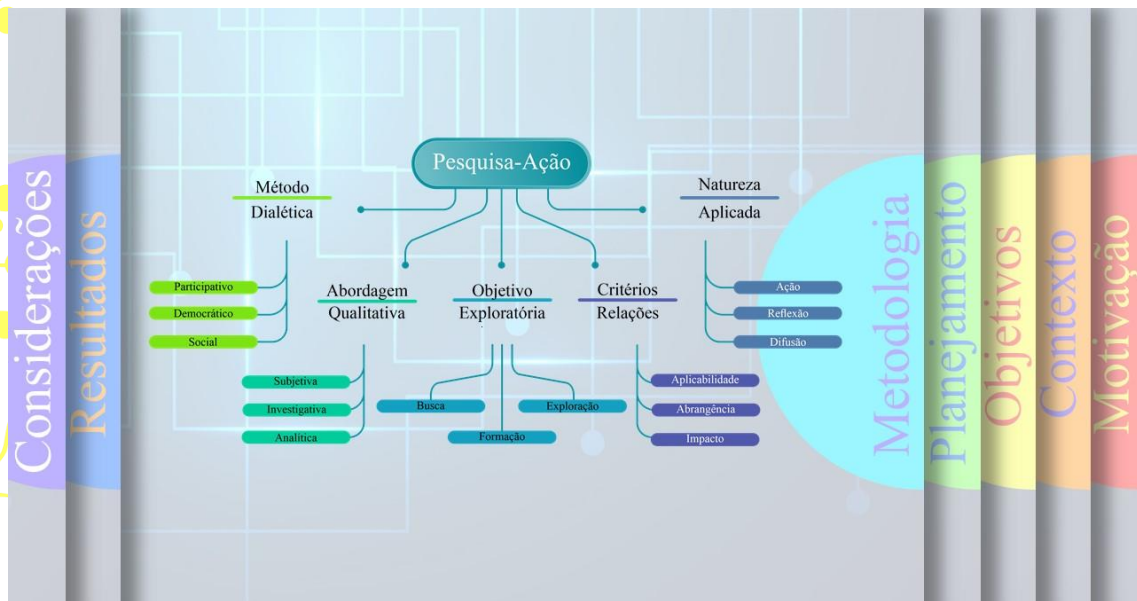 Considerações
Resultados
Pesquisa-Ação
Método
Dialética
Participativo
Democrático
Social
Abordagem
Qualitativa
Subjetiva
Investigativa
Analítica
Objetivo
Exploratória
Busca
Formação
Exploração
Critérios
Relações
Aplicabilidade
Abrangência
Impacto
Natureza
Aplicada
Ação
Reflexão
Difusão
Metodologia
Planejamento
Objetivos
Contexto
Motivação